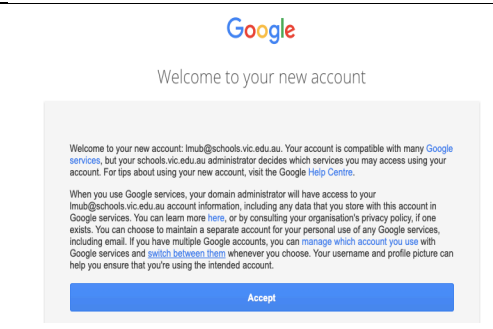 Google
Welcome to your new account
Welcome to your new account: lmub@schools.vic.edu.au. Your account is compatible with many Google
services, but your schools.vic.edu.au administrator decides which services you may access using your
account. For tips about using your new account, visit the Google Help Centre.
When you use Google services, your domain administrator will have access to your
lmub@schools.vic.edu.au account information, including any data that you store with this account in
Google services. You can learn more here, or by consulting your organisation's privacy policy, if one
exists. You can choose to maintain a separate account for your personal use of any Google services,
including email. If you have multiple Google accounts, you can manage which account you use with
Google services and switch between them whenever you choose. Your username and profile picture can
help you ensure that you're using the intended account.
Accept